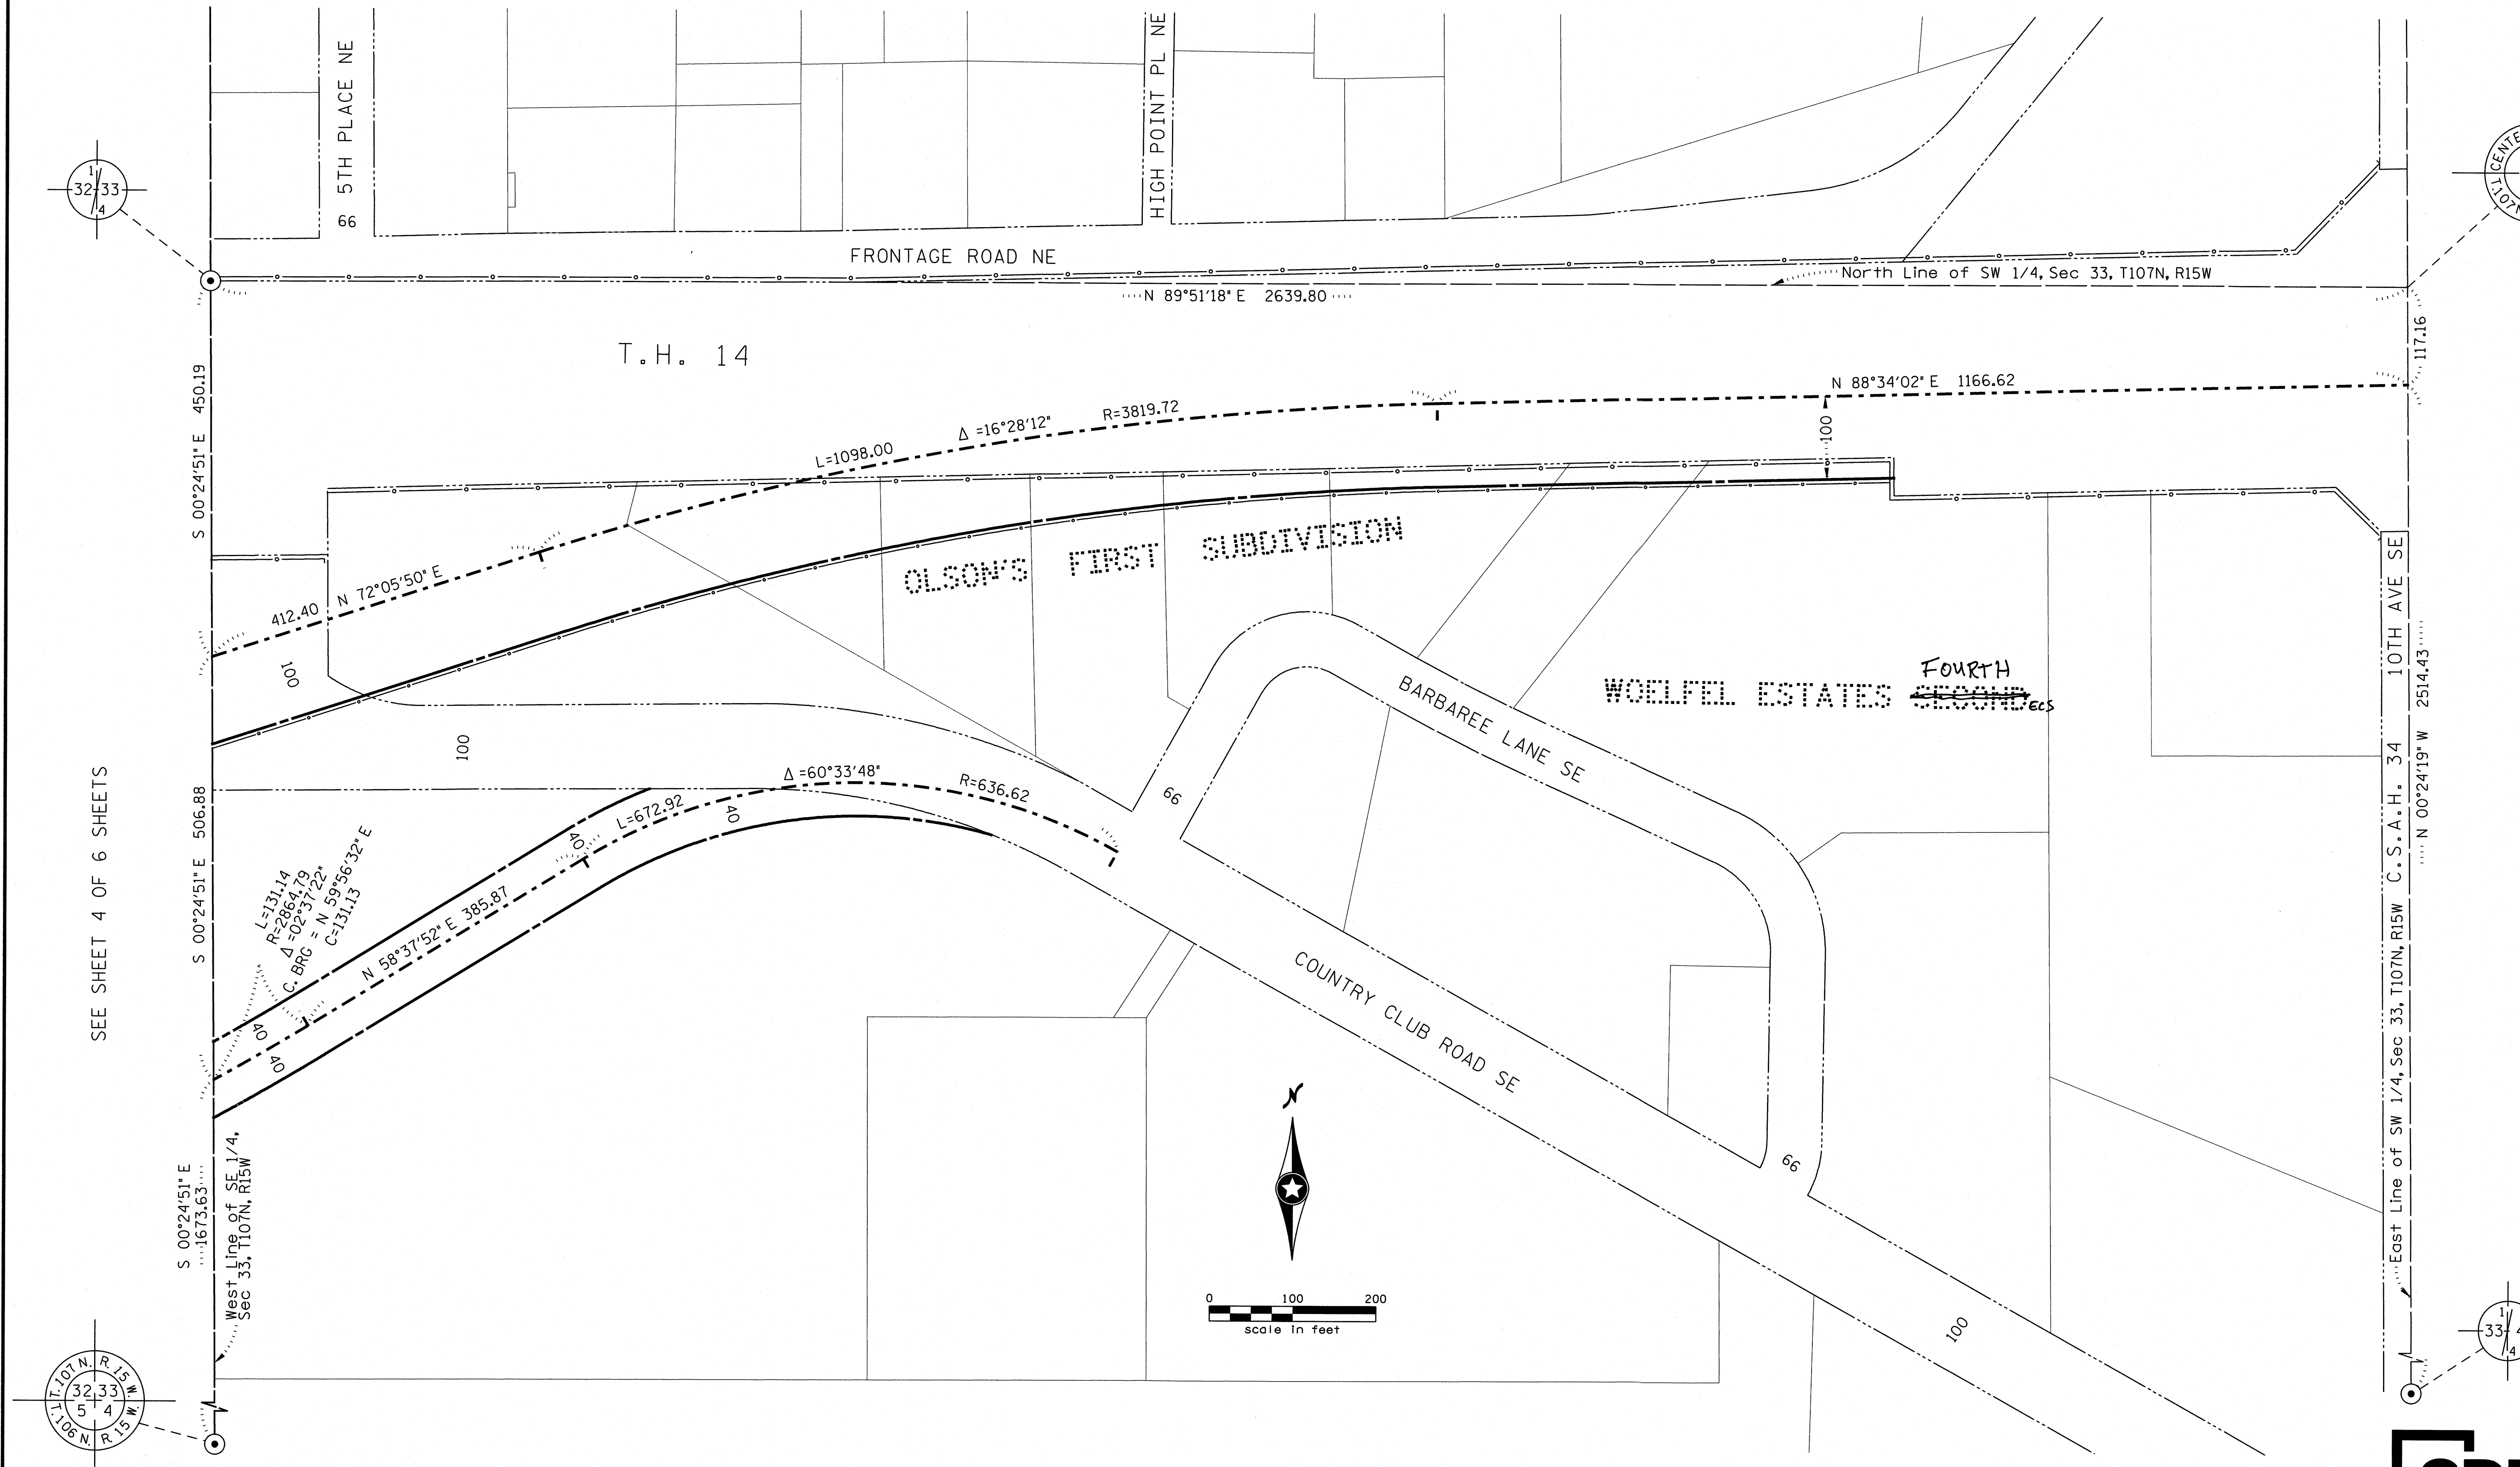 5TH PLACE NE
66
HIGH POINT PL NE
1
32 33
4
FRONTAGE ROAD NE
North Line of SW 1/4, Sec 33, T107N, R15W
N 89°51'18" E 2639.80
T.H. 14
S 00°24'51" E 450.19
117.16
N 88°34'02" E 1166.62
R=3819.72
Δ =16°28'12"
L=1098.00
100
412.40 N 72°05'50" E
100
OLSON'S FIRST SUBDIVISION
FOURTH
WOELFEL ESTATES SECOND ECS
BARBAREE LANE SE
66
100
Δ =60°33'48"
R=636.62
L=672.92
40
40
SEE SHEET 4 OF 6 SHEETS
S 00°24'51" E 506.88
L=131.14
R=2864.79
Δ =02°37'22"
C. BRG = N 59°56'32" E
C=131.13
N 58°37'52" E 385.87
40
40
C.S.A.H. 34 10TH AVE SE
N 00°24'19" W 2514.43
COUNTRY CLUB ROAD SE
66
100
N
0 100 200
scale in feet
S 00°24'51" E
1673.63
West Line of SE 1/4,
Sec 33, T107N, R15W
East Line of SW 1/4, Sec 33, T107N, R15W
T.107 N. R. 15 W.
32 33
5 4
T.106 N. R. 15 W.
1
33
4